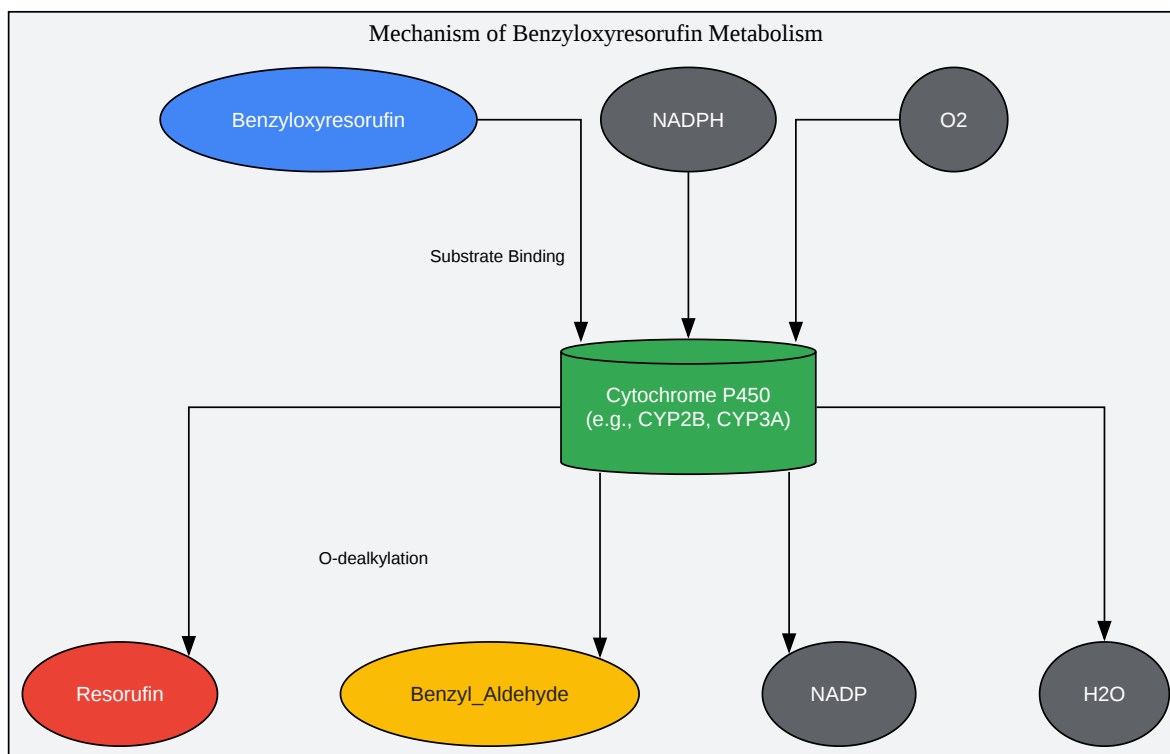 Mechanism of Benzyloxyresorufin Metabolism
Benzyloxyresorufin
NADPH
O2
Substrate Binding
Cytochrome P450
(e.g., CYP2B, CYP3A)
O-dealkylation
Resorufin
Benzyl_Aldehyde
NADP
H2O